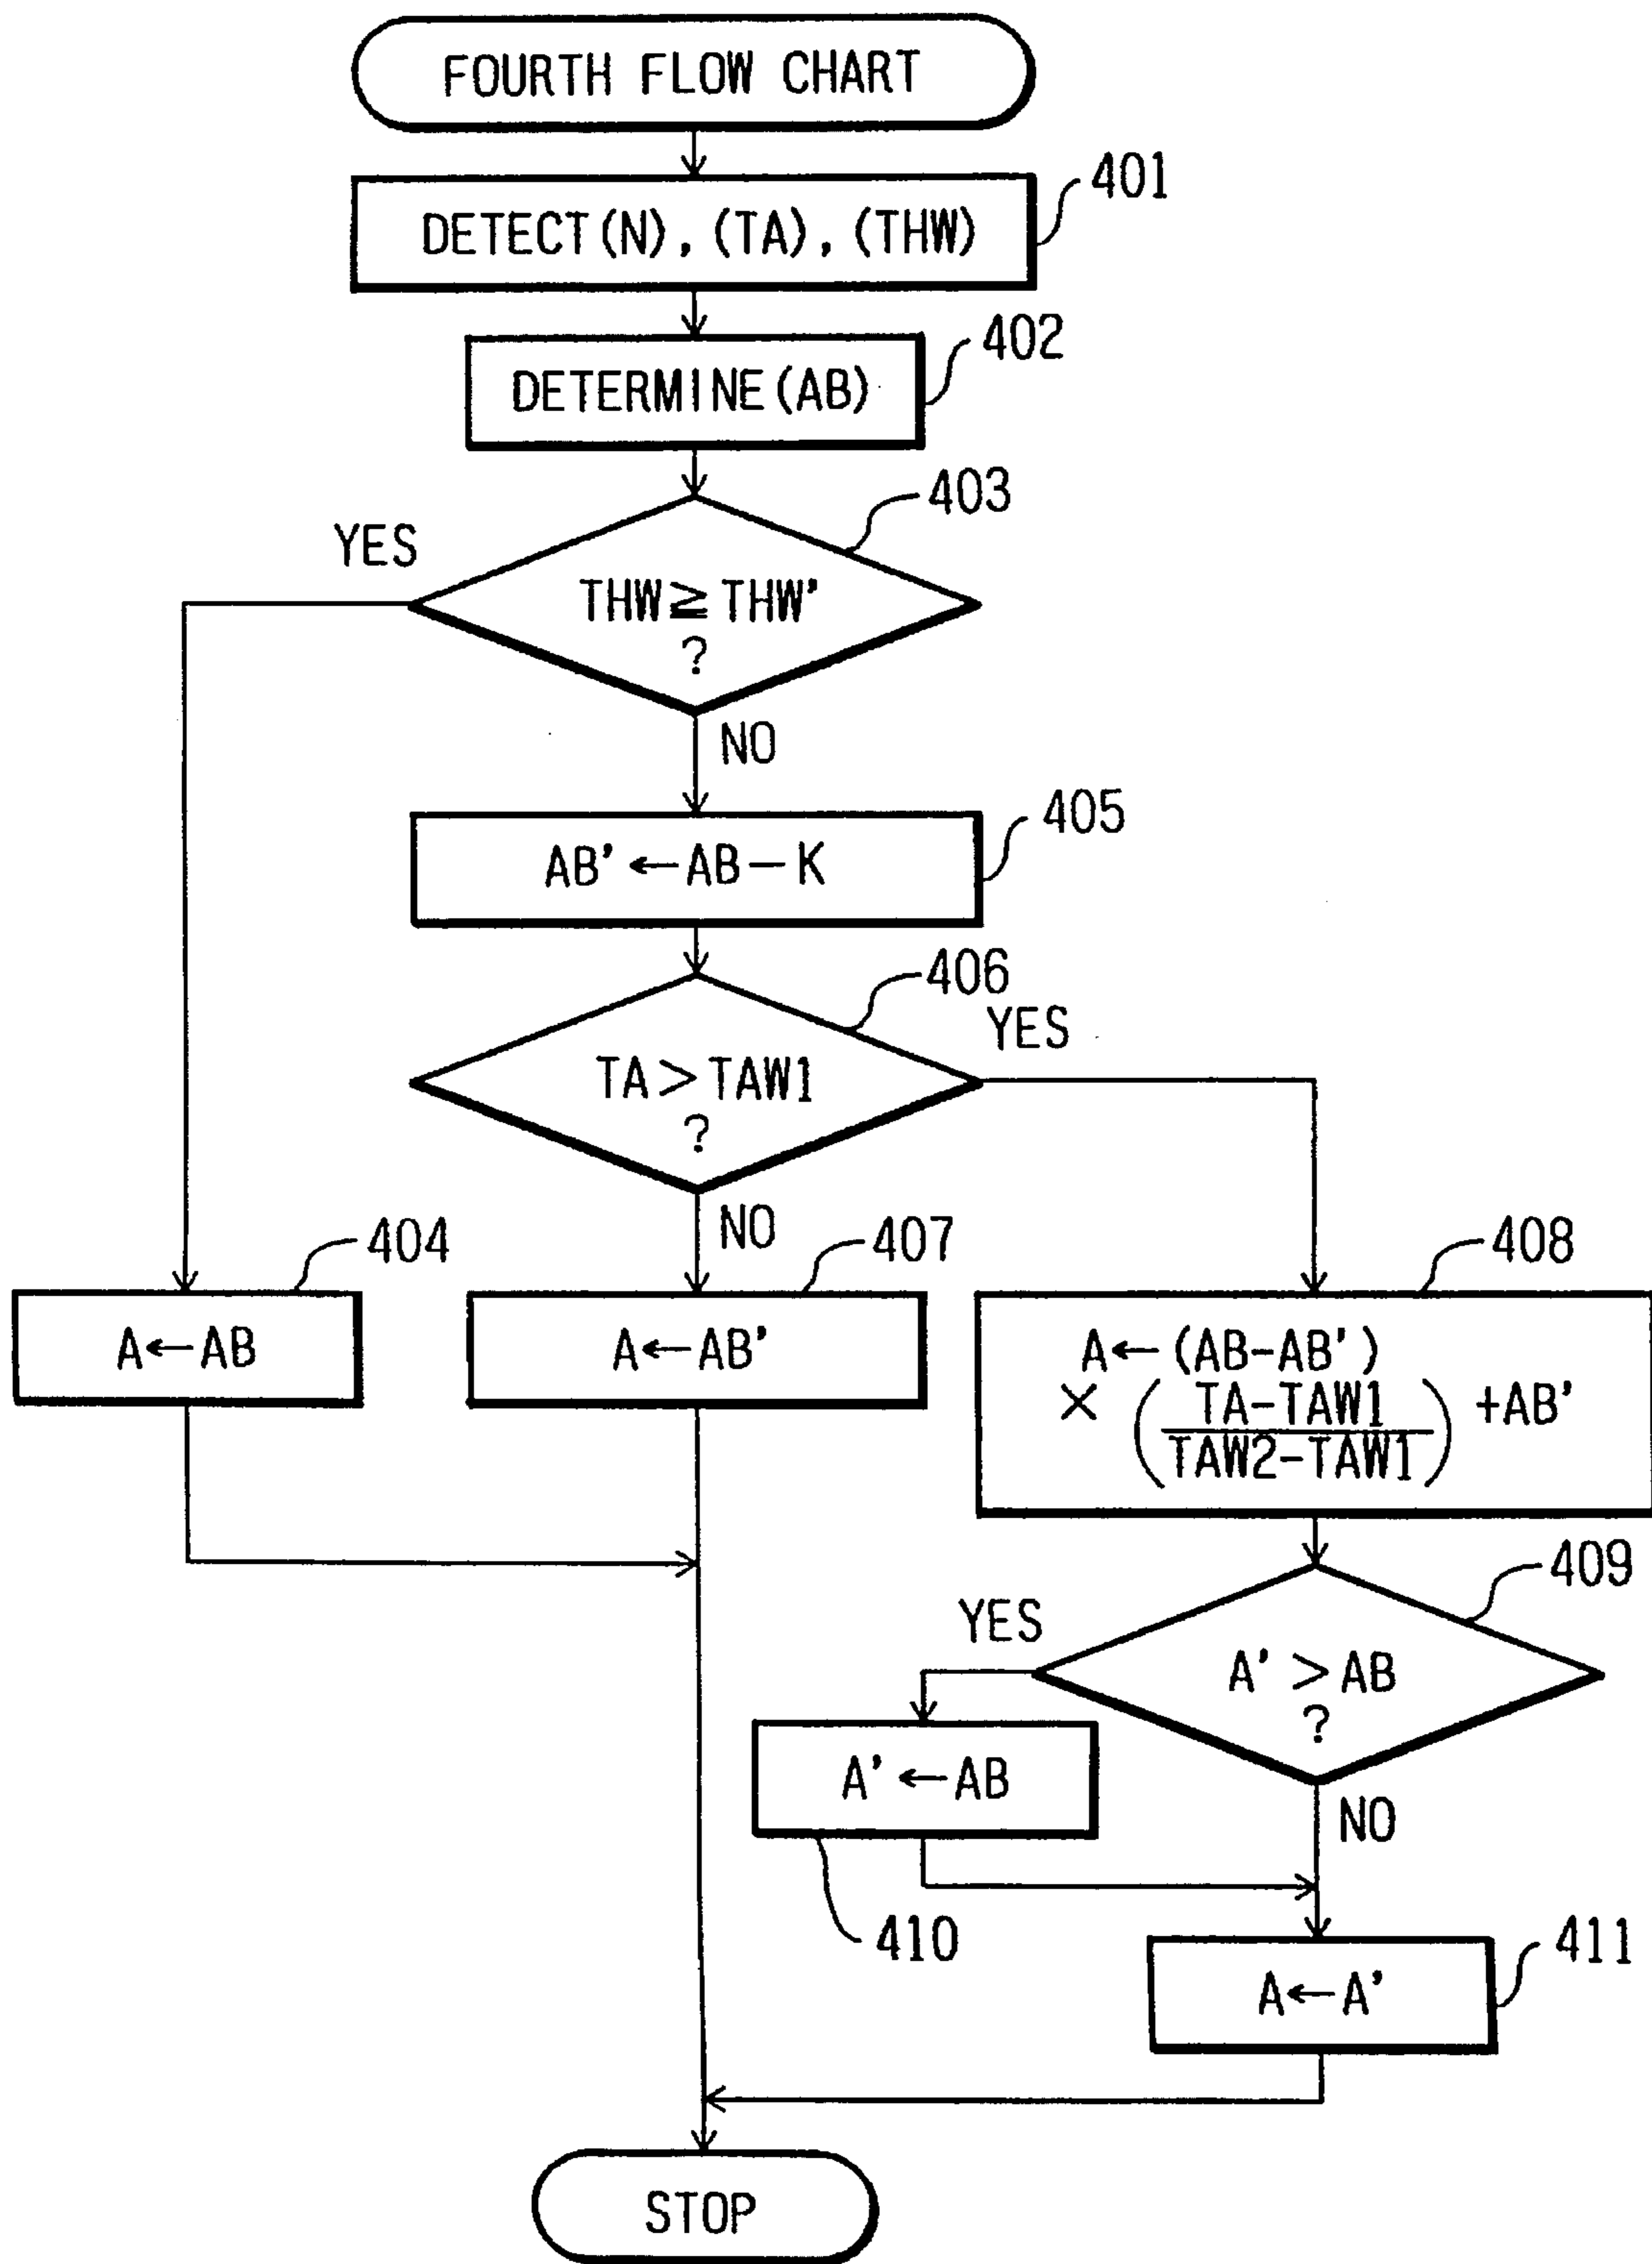 FOURTH FLOW CHART
401
DETECT(N), (TA), (THW)
402
DETERMINE(AB)
403
YES
THW≧THW'
?
NO
405
AB'←AB-K
406
YES
TA>TAW1
?
NO
404
A←AB
407
A←AB'
408
A←(AB-AB')
× (TA-TAW1
TAW2-TAW1) +AB'
409
YES
A'>AB
?
NO
A'←AB
410
411
A←A'
STOP